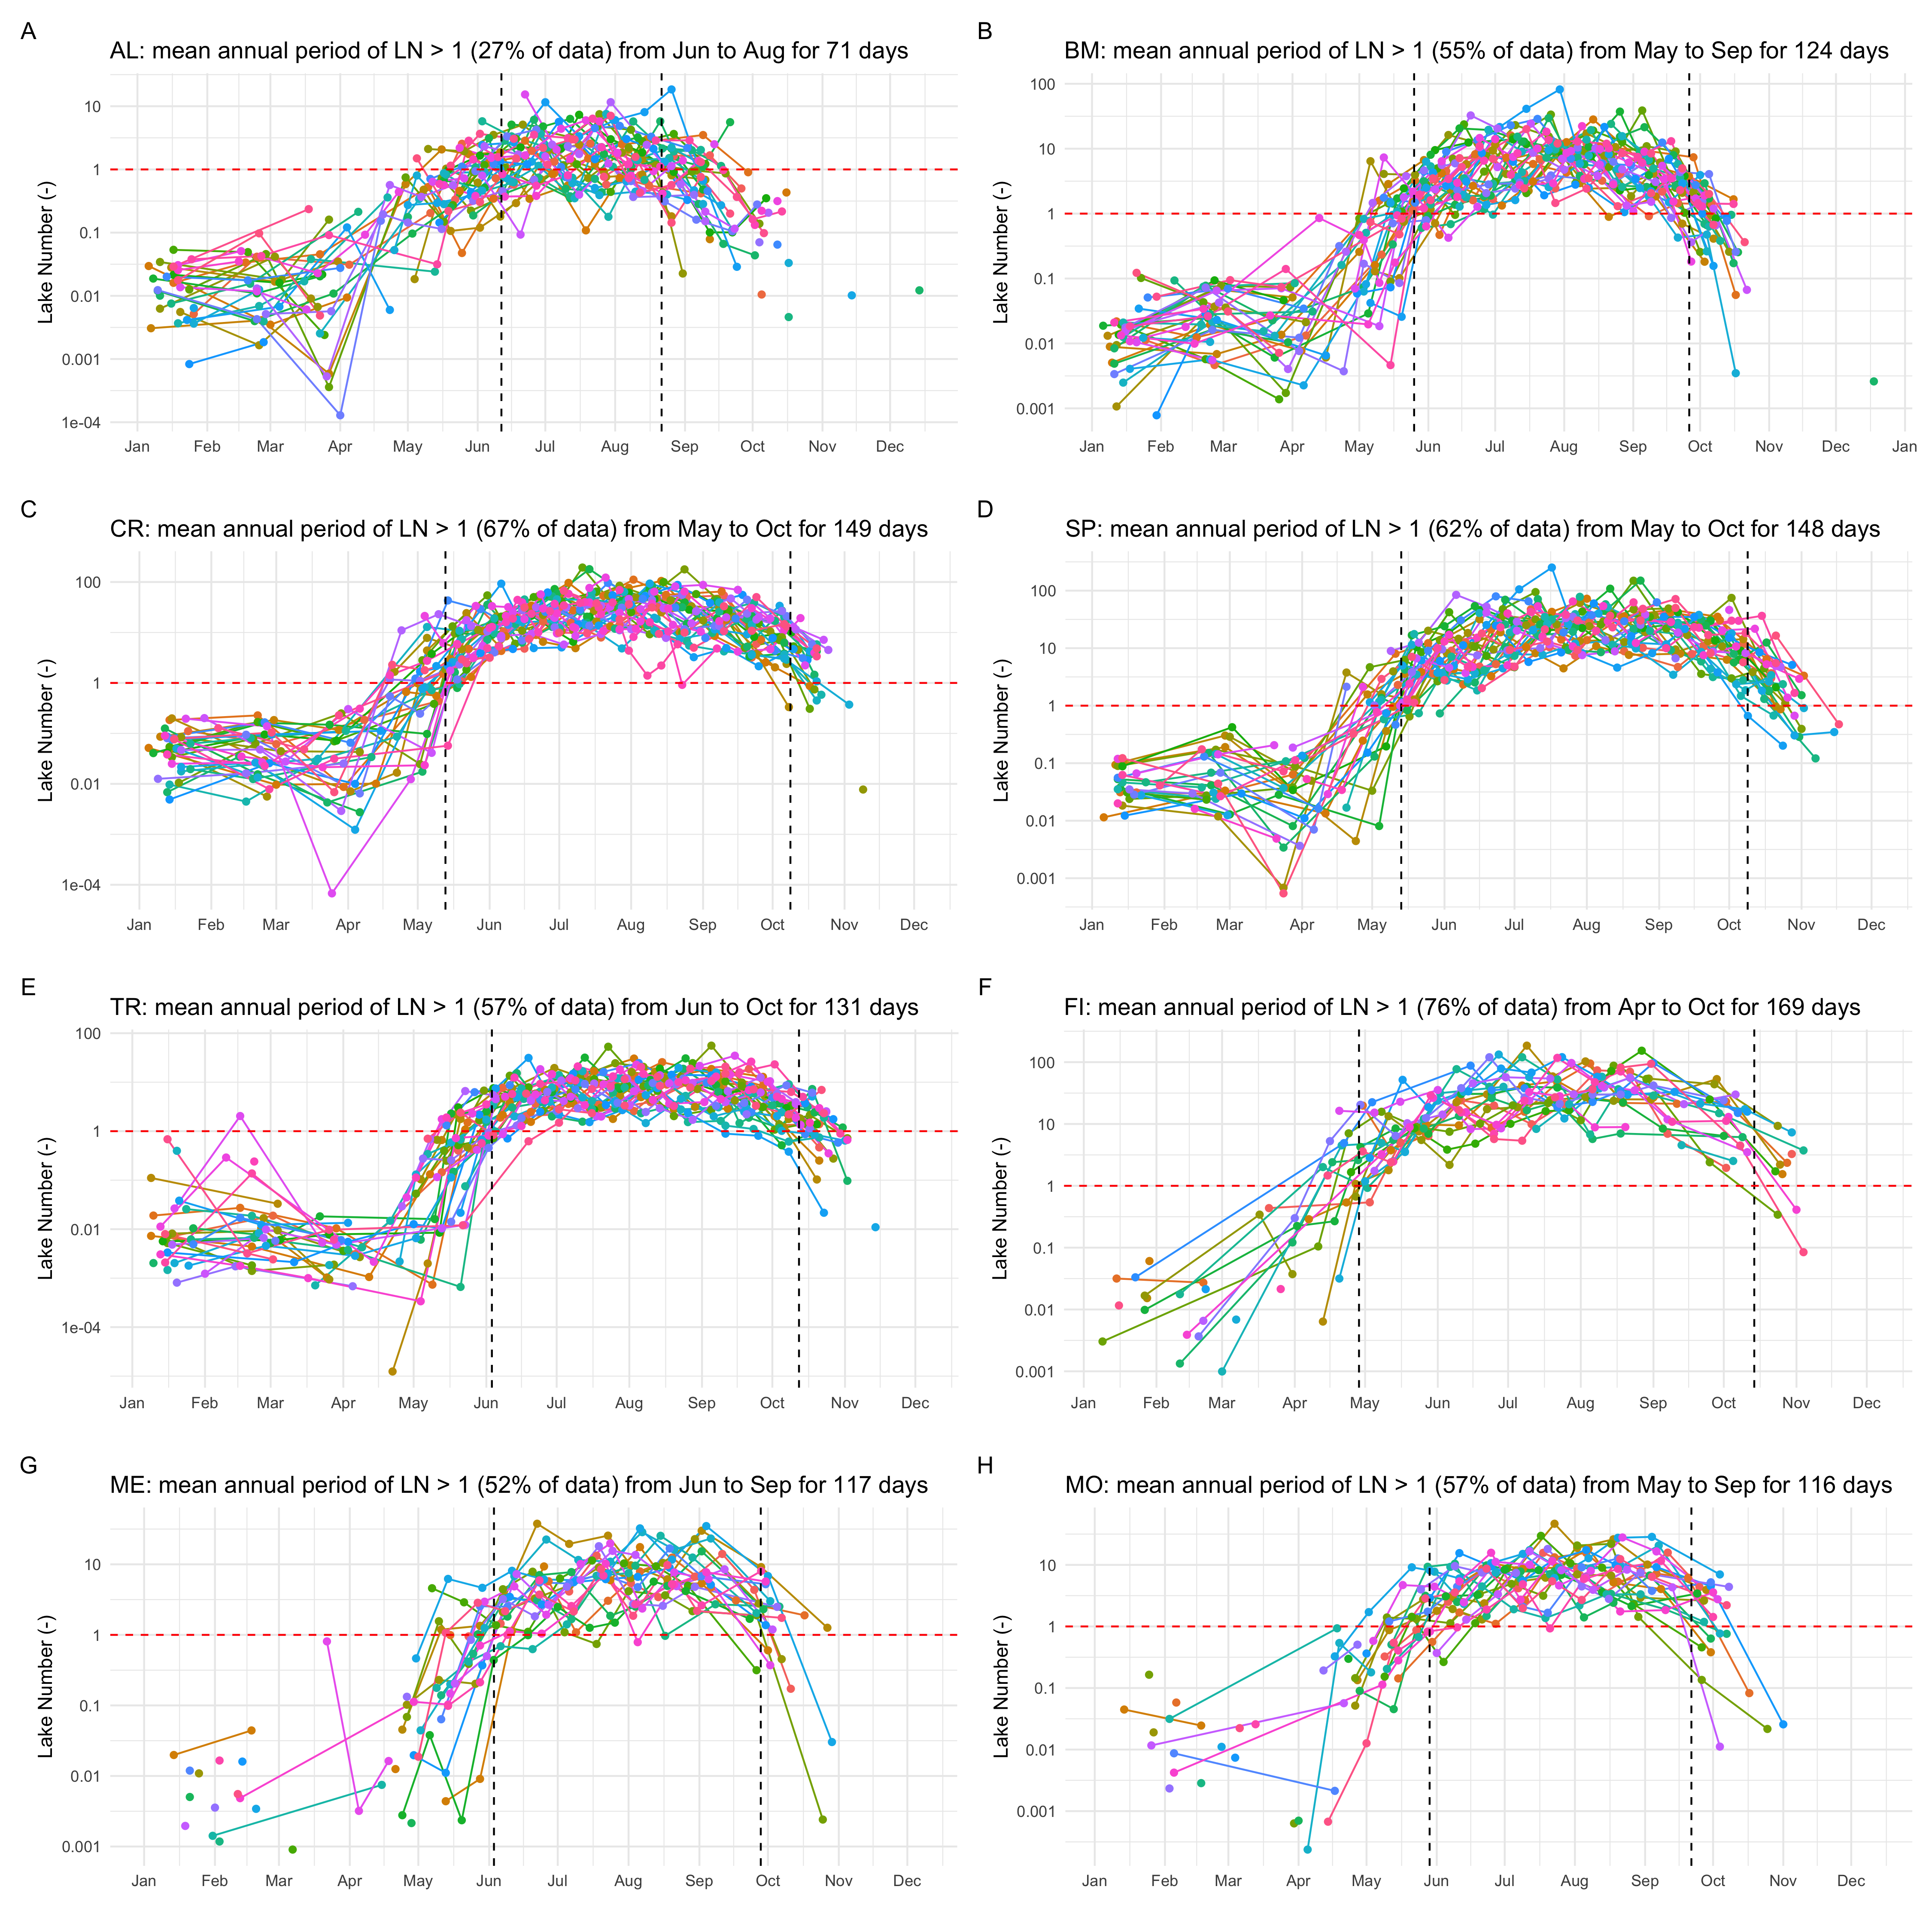 A
AL: mean annual period of LN > 1 (27% of data) from Jun to Aug for 71 days
10
1
0.1
0.01
0.001
1e-04
Lake Number (-)
Jan Feb Mar Apr May Jun Jul Aug Sep Oct Nov Dec
B
BM: mean annual period of LN > 1 (55% of data) from May to Sep for 124 days
100
10
1
0.1
0.01
0.001
Lake Number (-)
Jan Feb Mar Apr May Jun Jul Aug Sep Oct Nov Dec Jan
C
CR: mean annual period of LN > 1 (67% of data) from May to Oct for 149 days
100
1
0.01
1e-04
Lake Number (-)
Jan Feb Mar Apr May Jun Jul Aug Sep Oct Nov Dec
D
SP: mean annual period of LN > 1 (62% of data) from May to Oct for 148 days
100
10
1
0.1
0.01
0.001
Lake Number (-)
Jan Feb Mar Apr May Jun Jul Aug Sep Oct Nov Dec
E
TR: mean annual period of LN > 1 (57% of data) from Jun to Oct for 131 days
100
1
0.01
1e-04
Lake Number (-)
Jan Feb Mar Apr May Jun Jul Aug Sep Oct Nov Dec
F
FI: mean annual period of LN > 1 (76% of data) from Apr to Oct for 169 days
100
10
1
0.1
0.01
0.001
Lake Number (-)
Jan Feb Mar Apr May Jun Jul Aug Sep Oct Nov Dec
G
ME: mean annual period of LN > 1 (52% of data) from Jun to Sep for 117 days
10
1
0.1
0.01
0.001
Lake Number (-)
Jan Feb Mar Apr May Jun Jul Aug Sep Oct Nov Dec
H
MO: mean annual period of LN > 1 (57% of data) from May to Sep for 116 days
10
1
0.1
0.01
0.001
Lake Number (-)
Jan Feb Mar Apr May Jun Jul Aug Sep Oct Nov Dec